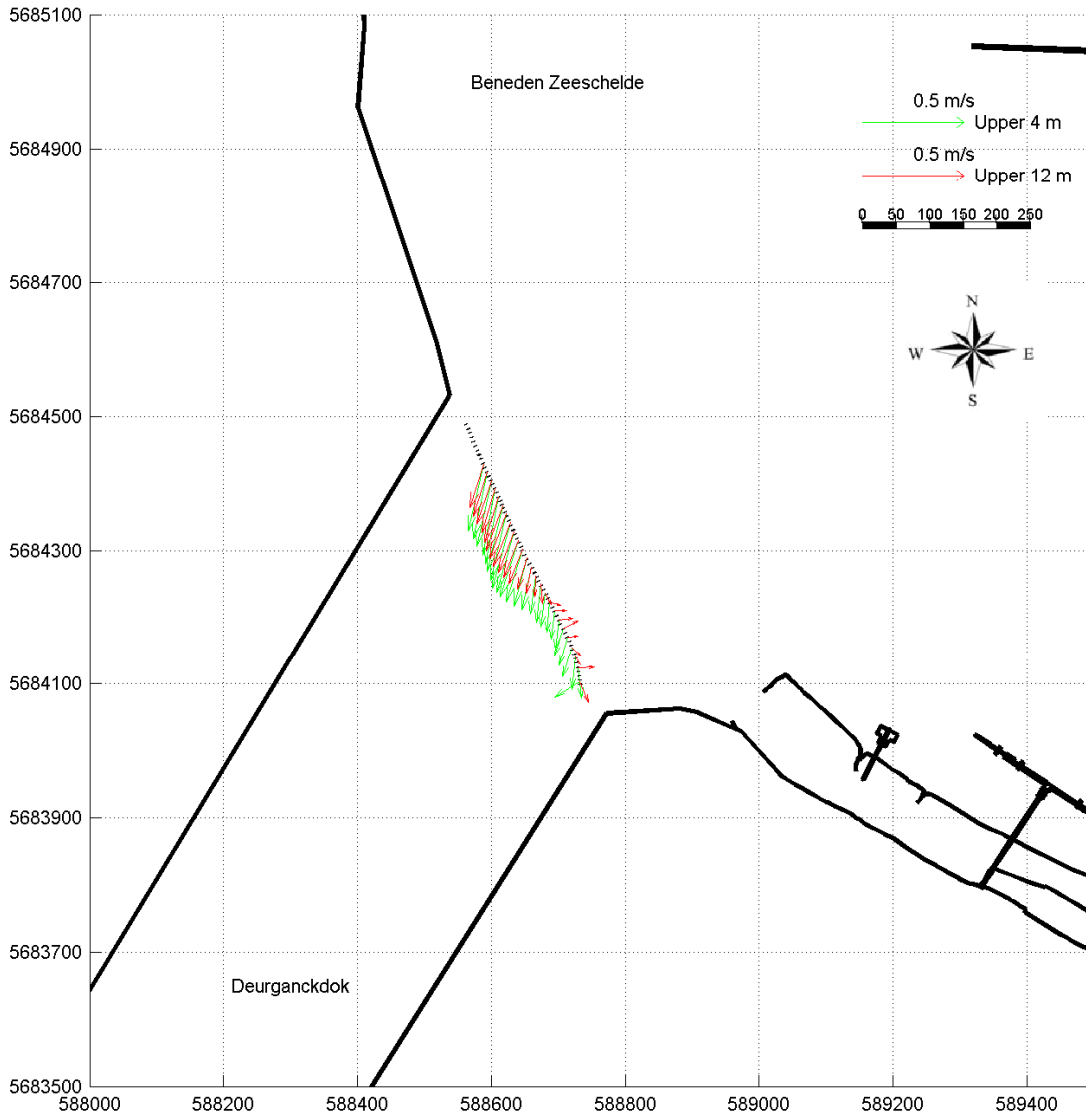 5685100
Beneden Zeeschelde
0.5 m/s
Upper 4 m
5684900
0.5 m/s
Upper 12 m
0 50 100 150 200 250
5684700
N
W E
S
5684500
5684300
5684100
5683900
5683700
Deurganckdok
5683500
588000 588200 588400 588600 588800 589000 589200 589400